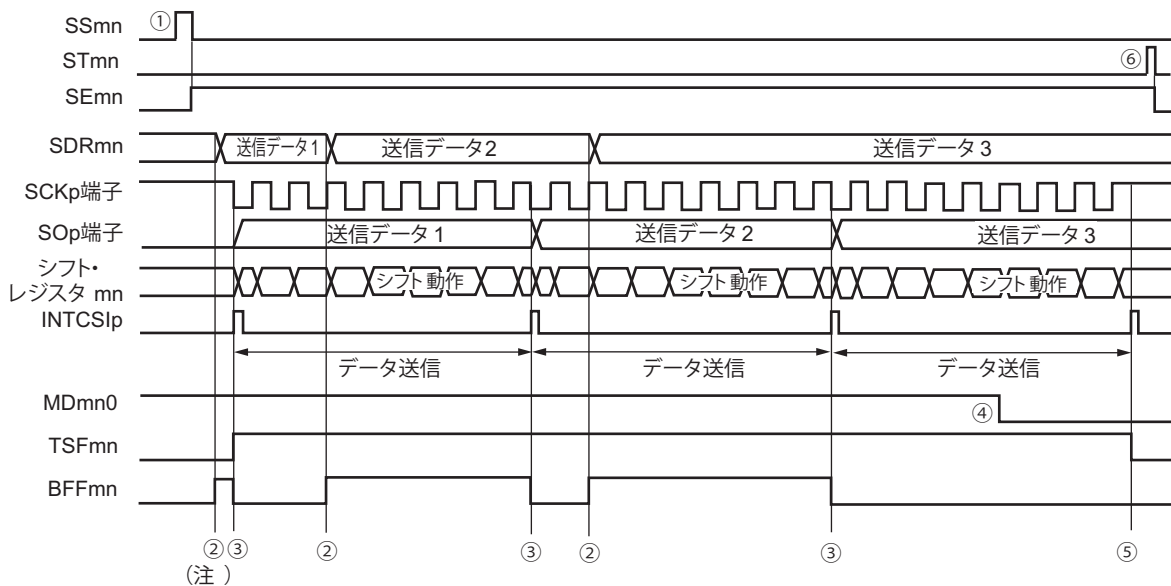 SSmn ①
STmn ⑥
SEmn
SDRmn 送信データ1 送信データ2 送信データ3
SCKp端子
SOp端子 送信データ1 送信データ2 送信データ3
シフト・
レジスタ mn シフト動作 シフト動作 シフト動作
INTCSIp
データ送信 データ送信 データ送信
MDmn0 ④
TSFmn
BFFmn
② ③ ② ③ ② ③ ⑤
(注 )